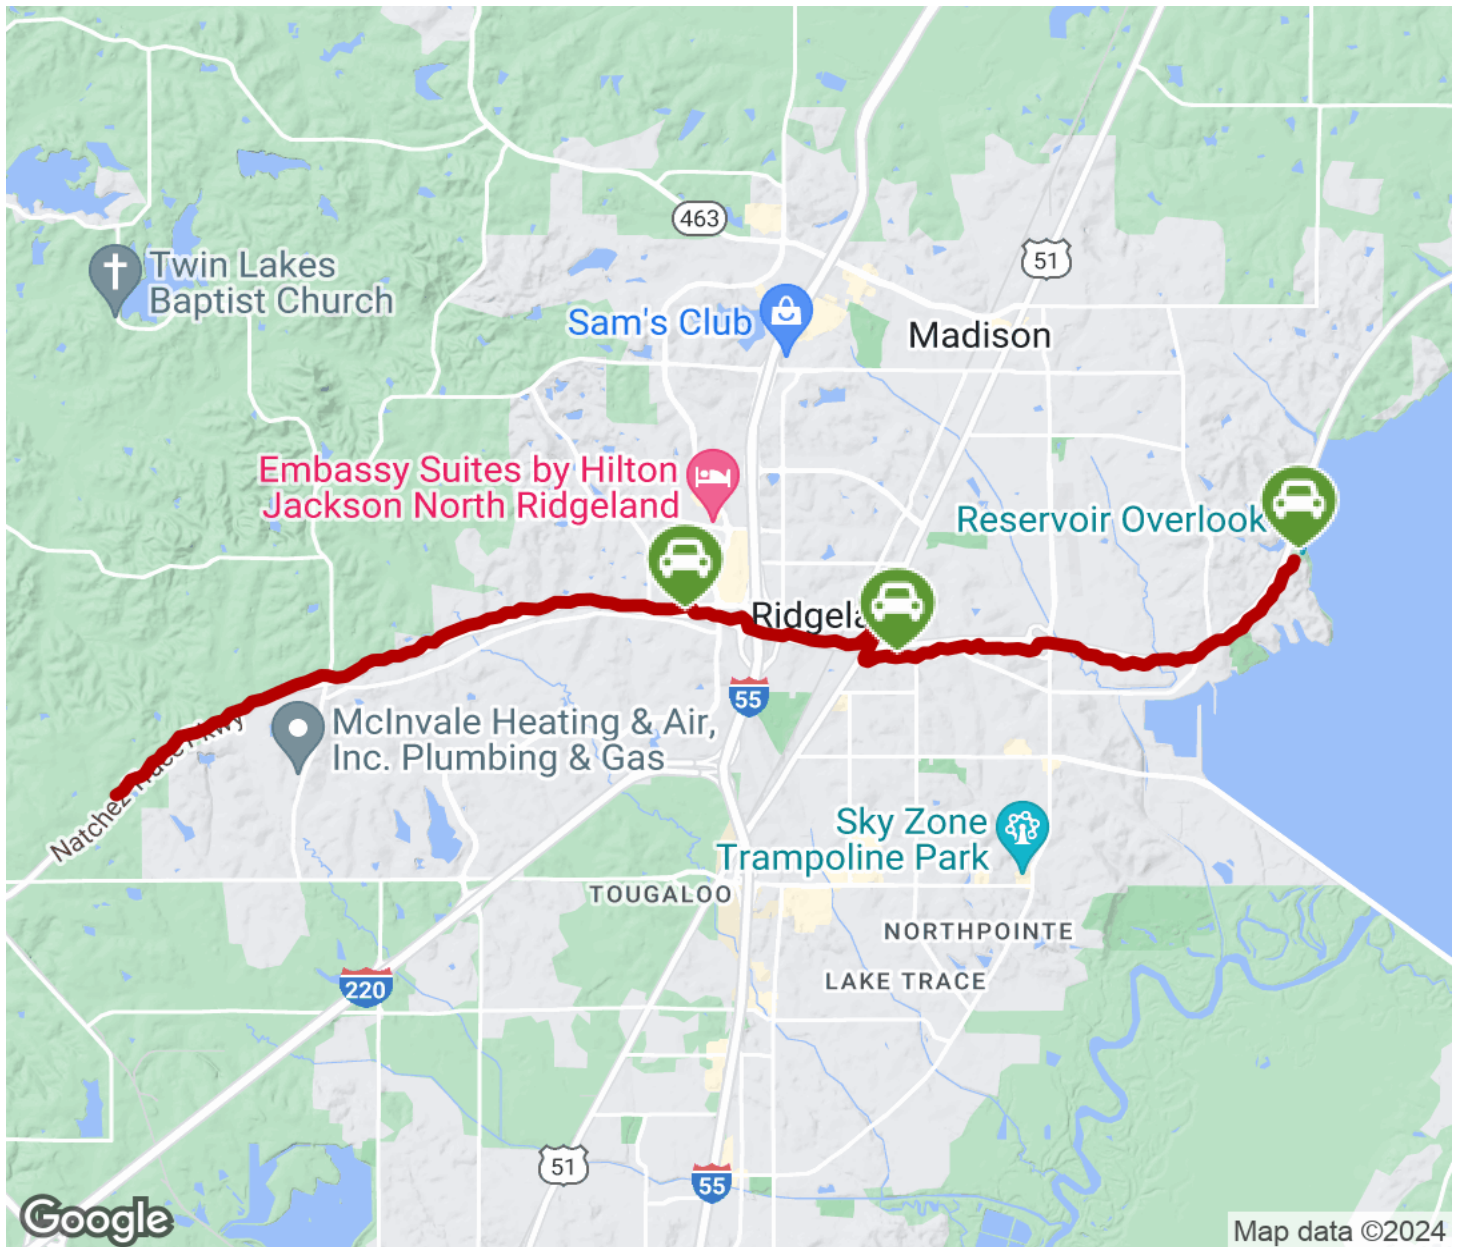 463
51
Twin Lakes
Baptist Church
Sam's Club
Madison
Embassy Suites by Hilton
Jackson North Ridgeland
Reservoir Overlook
55
McInvale Heating & Air,
Inc. Plumbing & Gas
Natchez
Sky Zone
Trampoline Park
TOUGALOO
NORTHPOINTE
LAKE TRACE
220
51
55
Google
Map data ©2024